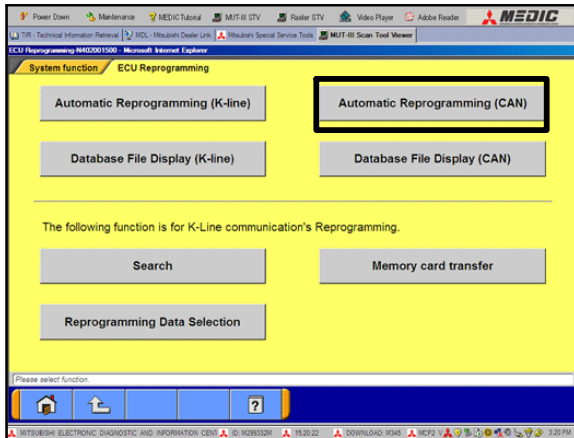 Power Down Maintenance MEDIC Tutorial MUT-III STV Raider STV Video Player Adobe Reader MEDIC
TIR - Technical Information Retrieval MDL - Mitsubishi Dealer Link Mitsubishi Special Service Tools MUT-III Scan Tool Viewer
ECU Reprogramming-N402001500 - Microsoft Internet Explorer
System function ECU Reprogramming
Automatic Reprogramming (K-line) Automatic Reprogramming (CAN)
Database File Display (K-line) Database File Display (CAN)
The following function is for K-Line communication's Reprogramming.
Search Memory card transfer
Reprogramming Data Selection
Please select function.
?
MITSUBISHI ELECTRONIC DIAGNOSTIC AND INFORMATION CENT ID: M299332M 15:20:22 DOWNLOAD: M345 MCP2 V 3:20 PM